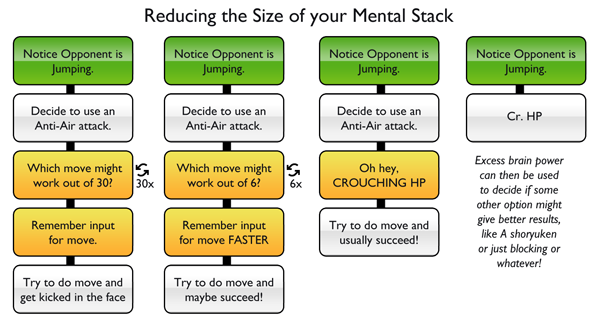 Reducing the Size of your Mental Stack
Notice Opponent is
Jumping.
Decide to use an
Anti-Air attack.
Which move might
work out of 30?
30x
Remember input
for move.
Try to do move and
get kicked in the face
Notice Opponent is
Jumping.
Decide to use an
Anti-Air attack.
Which move might
work out of 6?
6x
Remember input
for move FASTER
Try to do move and
maybe succeed!
Notice Opponent is
Jumping.
Decide to use an
Anti-Air attack.
Oh hey,
CROUCHING HP
Try to do move and
usually succeed!
Notice Opponent is
Jumping.
Cr. HP
Excess brain power
can then be used
to decide if some
other option might
give better results,
like A shoryuken
or just blocking or
whatever!